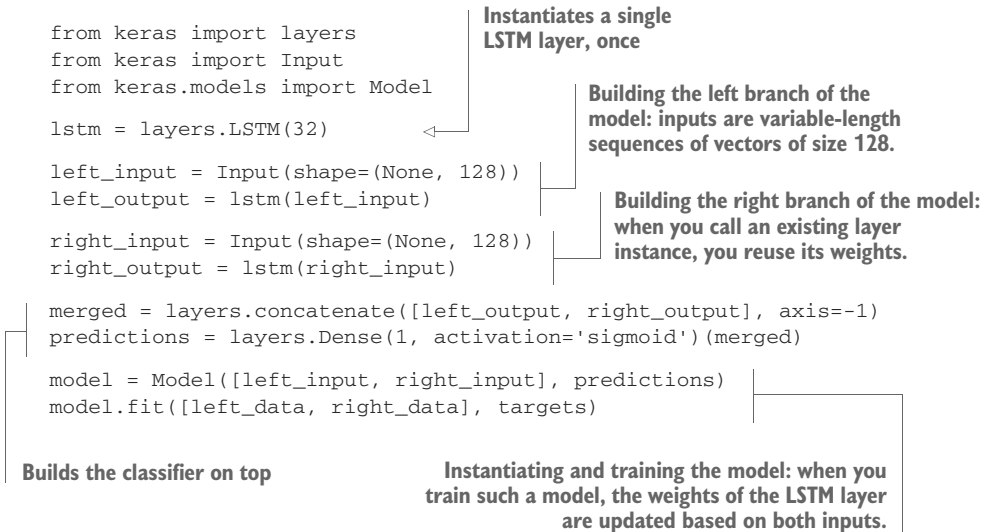 Instantiates a single
LSTM layer, once
from keras import layers
from keras import Input
from keras.models import Model
lstm = layers.LSTM(32)
Building the left branch of the
model: inputs are variable-length
sequences of vectors of size 128.
left_input = Input(shape=(None, 128))
left_output = lstm(left_input)
Building the right branch of the model:
when you call an existing layer
instance, you reuse its weights.
right_input = Input(shape=(None, 128))
right_output = lstm(right_input)
merged = layers.concatenate([left_output, right_output], axis=-1)
predictions = layers.Dense(1, activation='sigmoid')(merged)
model = Model([left_input, right_input], predictions)
model.fit([left_data, right_data], targets)
Builds the classifier on top
Instantiating and training the model: when you
train such a model, the weights of the LSTM layer
are updated based on both inputs.